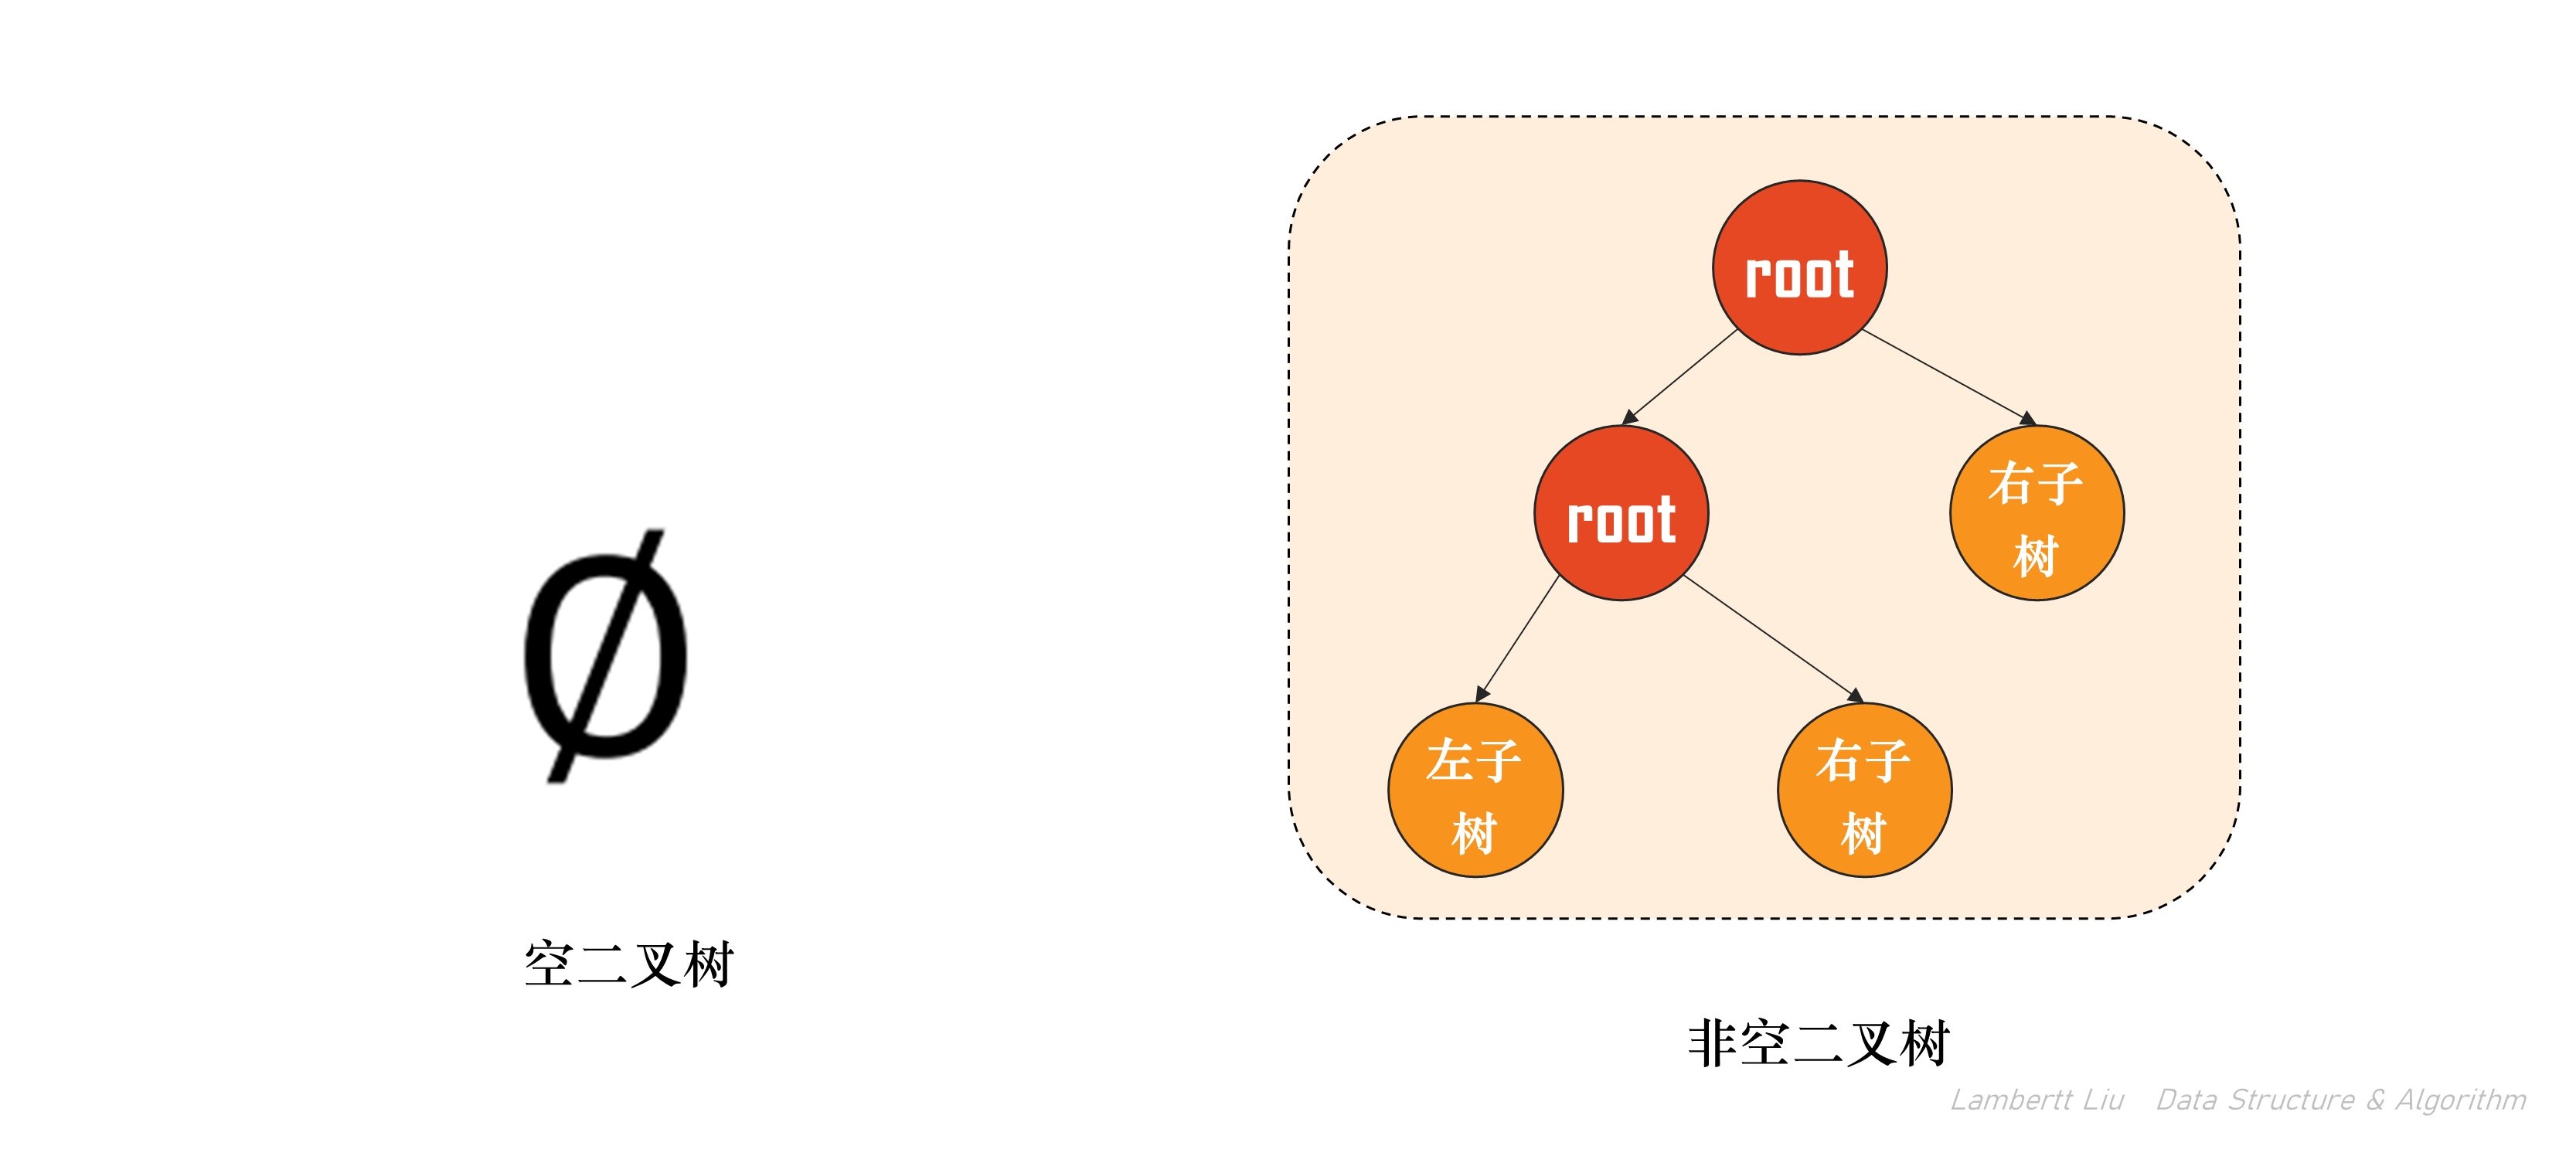 ∅
空二叉树
root
root
右子
树
左子
树
右子
树
非空二叉树
Lambertt Liu Data Structure & Algorithm